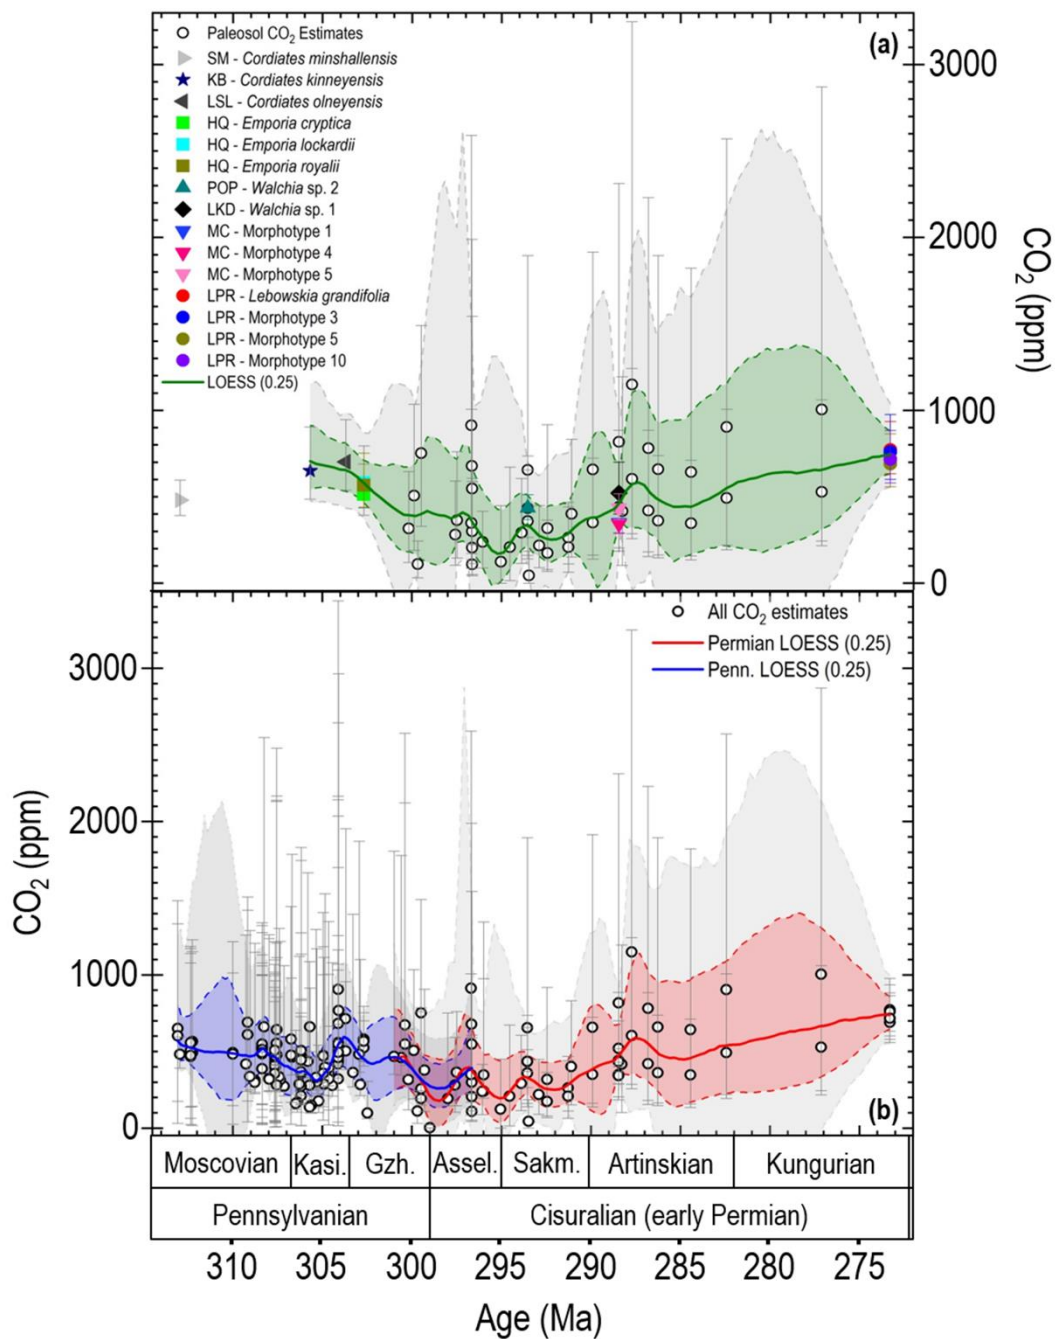 (a)
Paleosol CO₂ Estimates
SM - Cordiates minshallensis
KB - Cordiates kinneyensis
LSL - Cordiates olneyensis
HQ - Emporia cryptica
HQ - Emporia lockardii
HQ - Emporia royalii
POP - Walchia sp. 2
LKD - Walchia sp. 1
MC - Morphotype 1
MC - Morphotype 4
MC - Morphotype 5
LPR - Lebowskia grandifolia
LPR - Morphotype 3
LPR - Morphotype 5
LPR - Morphotype 10
LOESS (0.25)
3000
2000
1000
0
CO₂ (ppm)
All CO₂ estimates
Permian LOESS (0.25)
Penn. LOESS (0.25)
3000
2000
1000
0
CO₂ (ppm)
(b)
Moscovian Kasi. Gzh. Assel. Sakm. Artinskian Kungurian
Pennsylvanian Cisuralian (early Permian)
310 305 300 295 290 285 280 275
Age (Ma)